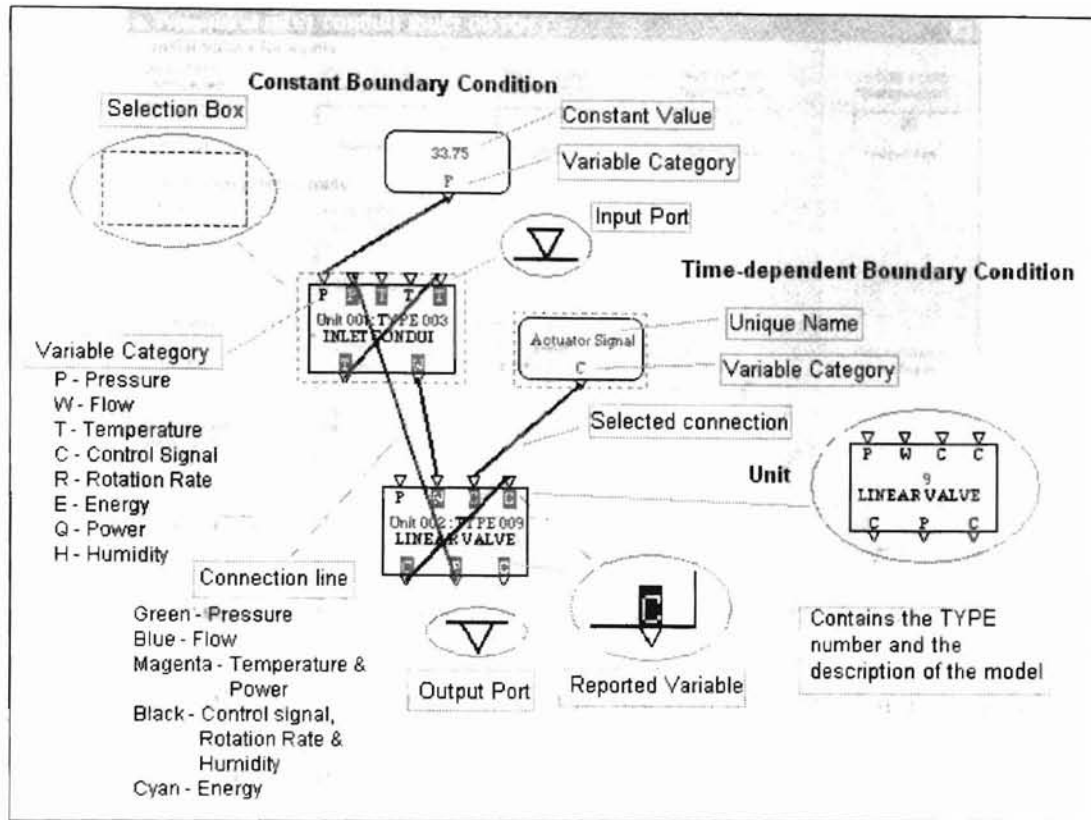 Constant Boundary Condition
Selection Box
Constant Value
33.75
Variable Category
P
Input Port
Time-dependent Boundary Condition
P T T
Unit 001:TYPE 003
INLET CONDUI
Unique Name
Actuator Signal
Variable Category
C
Variable Category
P - Pressure
W - Flow
T - Temperature
C - Control Signal
R - Rotation Rate
E - Energy
Q - Power
H - Humidity
Selected connection
Unit
P W C C
9
LINEAR VALVE
C P C
P
Unit 002:TYPE 009
LINEAR VALVE
Connection line
Green - Pressure
Blue - Flow
Magenta - Temperature &
Power
Black - Control signal,
Rotation Rate &
Humidity
Cyan - Energy
C
Output Port
Reported Variable
Contains the TYPE
number and the
description of the model